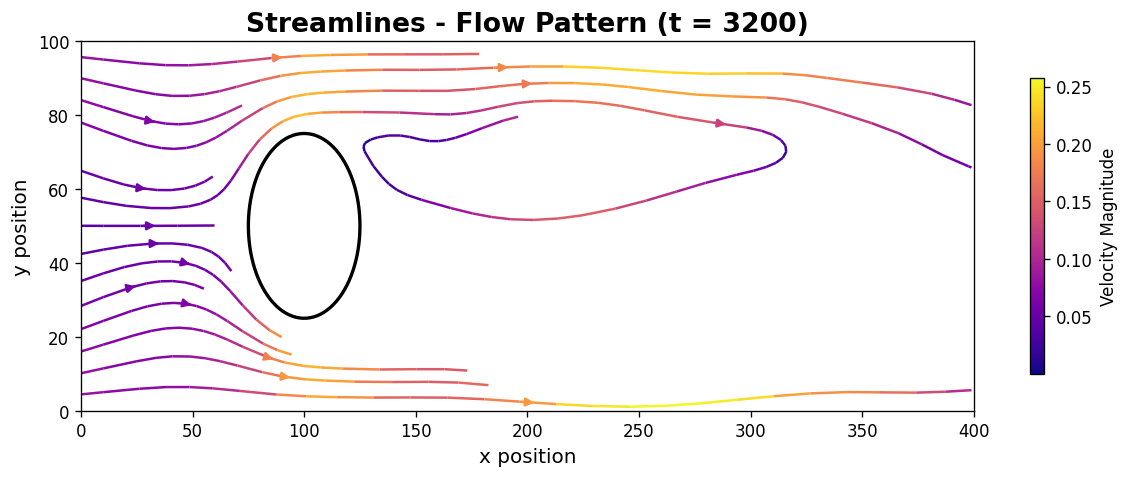 Streamlines - Flow Pattern (t = 3200)
100
80
60
40
20
0
y position
0 50 100 150 200 250 300 350 400
x position
0.25
0.20
0.15
0.10
0.05
Velocity Magnitude